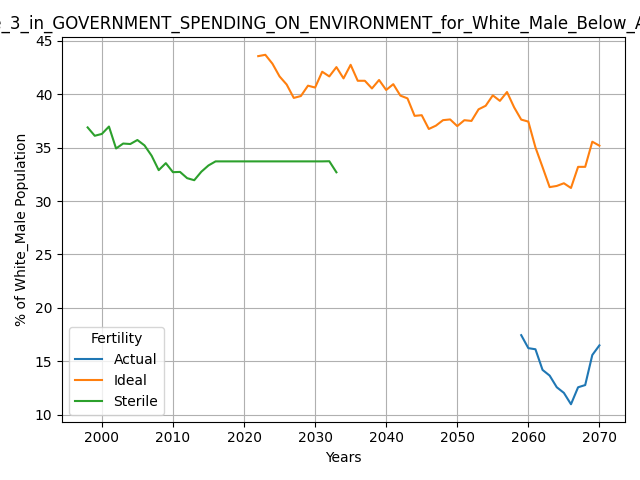 _3_in_GOVERNMENT_SPENDING_ON_ENVIRONMENT_for_White_Male_Below_A
% of White_Male Population
45
40
35
30
25
20
15
10
Fertility
Actual
Ideal
Sterile
2000 2010 2020 2030 2040 2050 2060 2070
Years